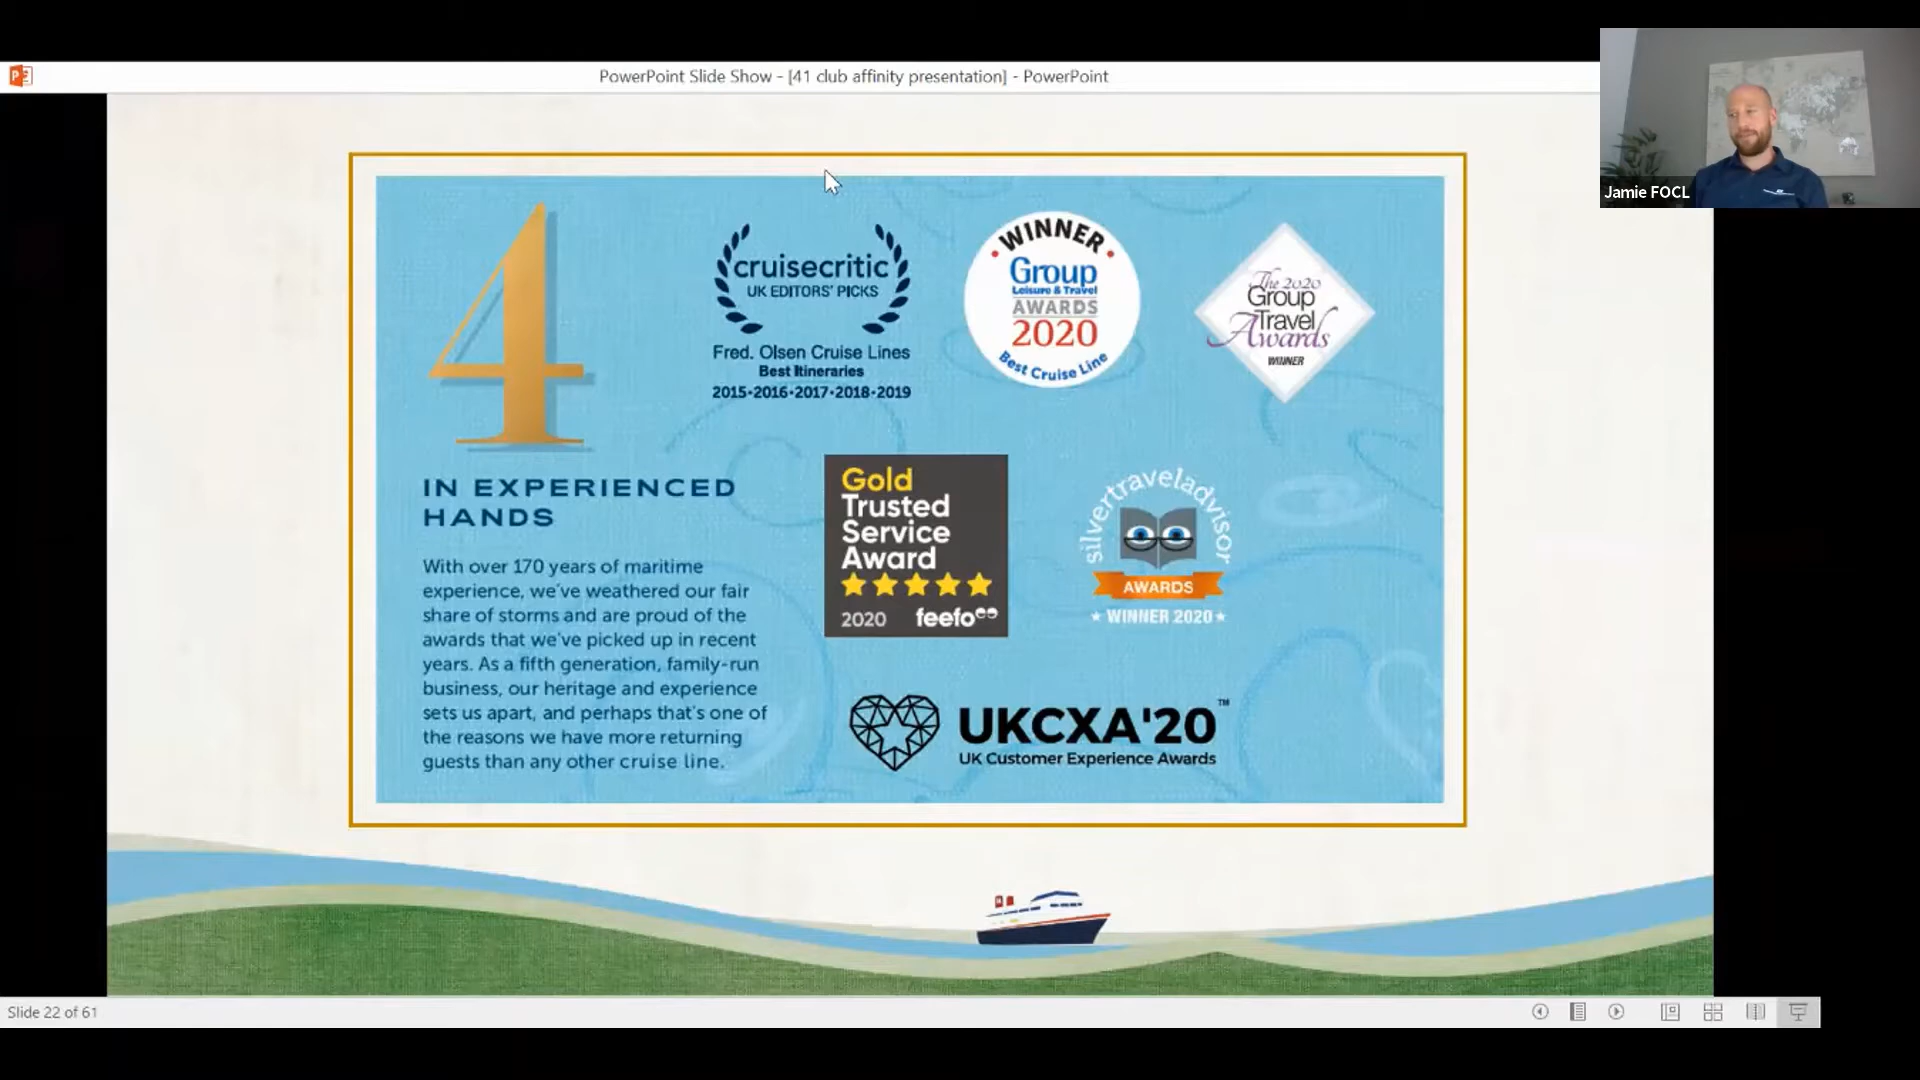 PowerPoint Slide Show - [41 club affinity presentation] - PowerPoint
Jamie FOCL
4
IN EXPERIENCED
HANDS
With over 170 years of maritime
experience, we've weathered our fair
share of storms and are proud of the
awards that we've picked up in recent
years. As a fifth generation, family-run
business, our heritage and experience
sets us apart, and perhaps that's one of
the reasons we have more returning
guests than any other cruise line.
cruisecritic
UK EDITORS' PICKS
Fred. Olsen Cruise Lines
Best Itineraries
2015•2016•2017•2018•2019
WINNER
Group
Leisure & Travel
AWARDS
2020
Best Cruise Line
The 2020
Group
Travel
Awards
WINNER
Gold
Trusted
Service
Award
2020 feefo
silvertraveladvisor
AWARDS
WINNER 2020
UKCXA'20™
UK Customer Experience Awards
Slide 22 of 61